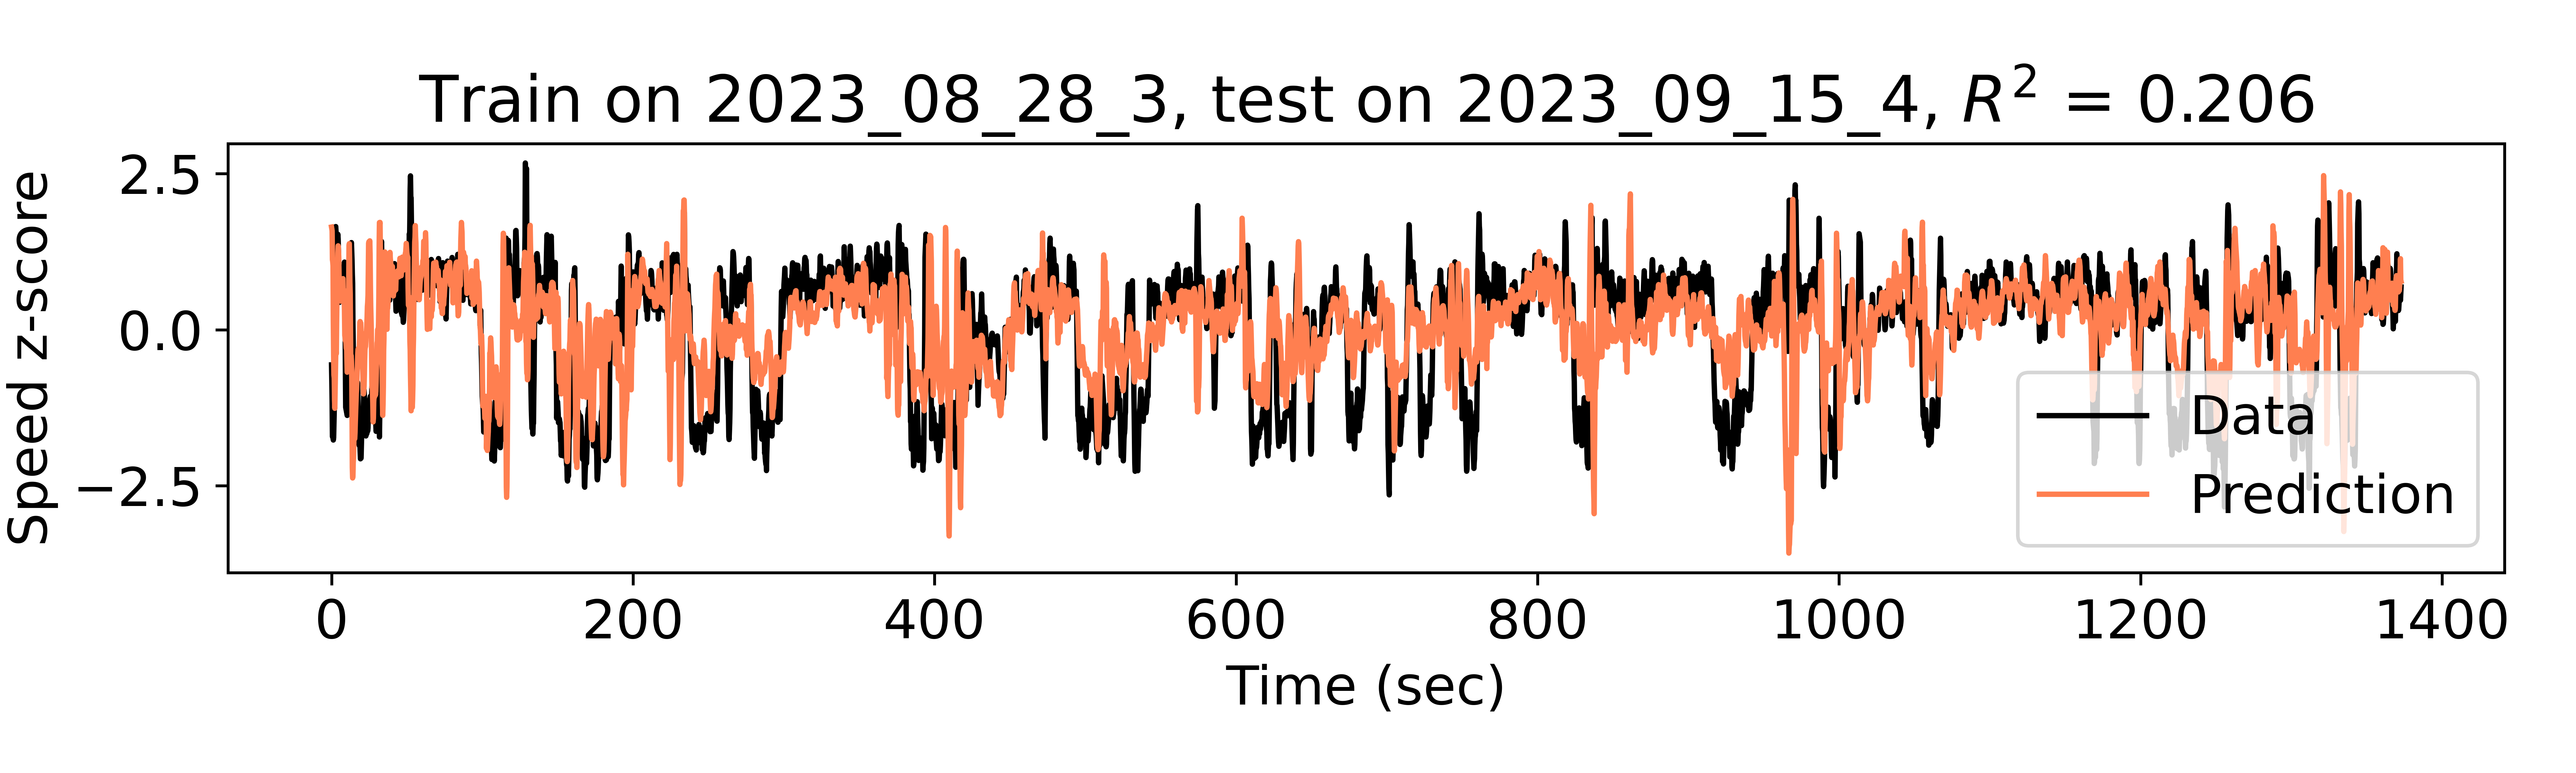 Train on 2023_08_28_3, test on 2023_09_15_4, R² = 0.206
Speed z-score
2.5
0.0
−2.5
Data
Prediction
0 200 400 600 800 1000 1200 1400
Time (sec)